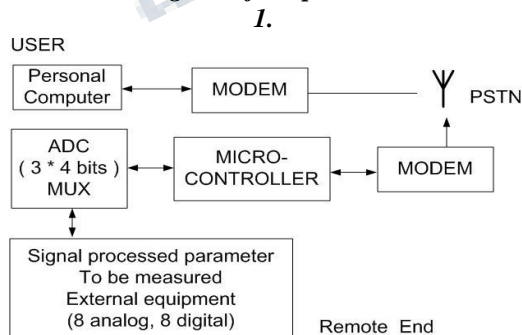 1.
USER
Personal
Computer
MODEM
PSTN
ADC
( 3 * 4 bits )
MUX
MICRO-
CONTROLLER
MODEM
Signal processed parameter
To be measured
External equipment
(8 analog, 8 digital)
Remote End